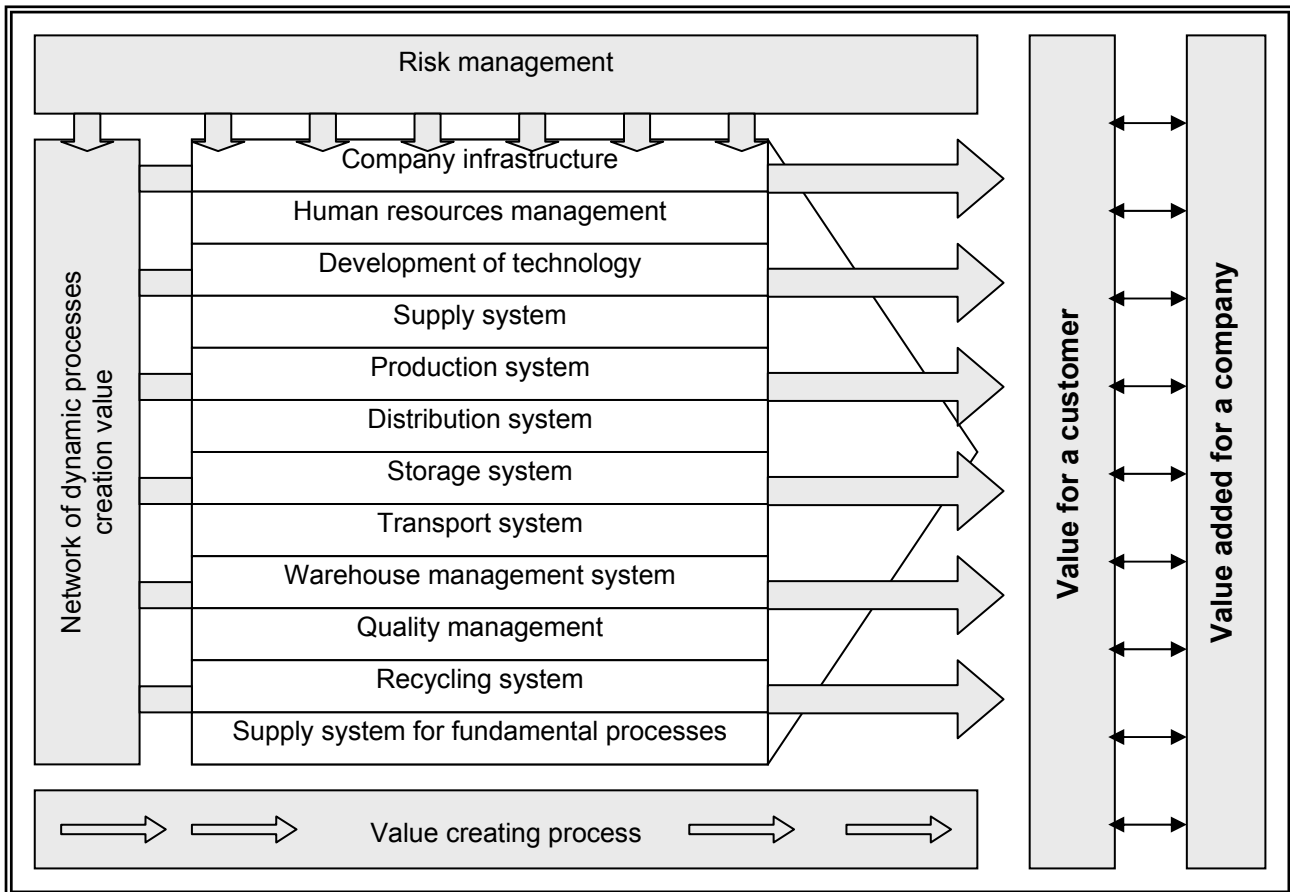 Risk management
Network of dynamic processes
creation value
Company infrastructure
Human resources management
Development of technology
Supply system
Production system
Distribution system
Storage system
Transport system
Warehouse management system
Quality management
Recycling system
Supply system for fundamental processes
Value creating process
Value for a customer
Value added for a company